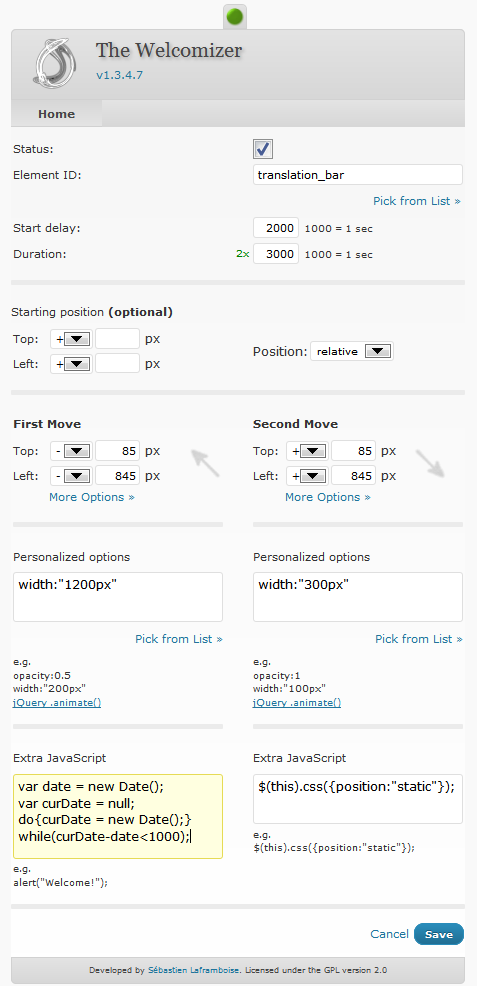 The Welcomizer
v1.3.4.7
Home
Status:
Element ID: translation_bar
Pick from List »
Start delay: 2000 1000 = 1 sec
Duration: 2x 3000 1000 = 1 sec
Starting position (optional)
Top: + px
Left: + px
Position: relative
First Move
Top: - 85 px
Left: - 845 px
More Options »
Second Move
Top: + 85 px
Left: + 845 px
More Options »
Personalized options
width:"1200px"
Pick from List »
e.g.
opacity:0.5
width:"200px"
jQuery .animate()
Personalized options
width:"300px"
Pick from List »
e.g.
opacity:1
width:"100px"
jQuery .animate()
Extra JavaScript
var date = new Date();
var curDate = null;
do{curDate = new Date();}
while(curDate-date<1000);
e.g.
alert("Welcome!");
Extra JavaScript
$(this).css({position:"static"});
e.g.
$(this).css({position:"static"});
Cancel Save
Developed by Sébastien Laframboise. Licensed under the GPL version 2.0